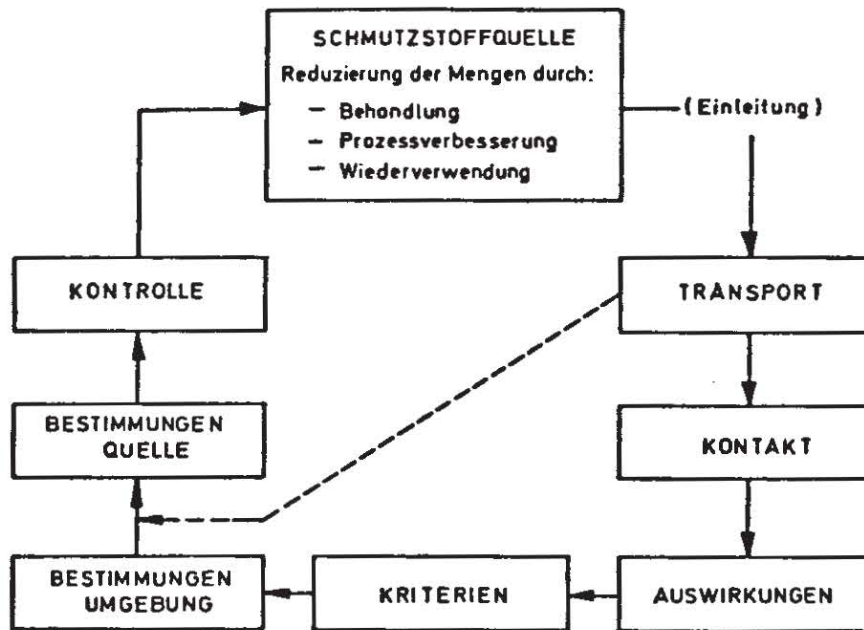 SCHMUTZSTOFFQUELLE
Reduzierung der Mengen durch:
– Behandlung
– Prozessverbesserung
– Wiederverwendung
(Einleitung)
KONTROLLE
TRANSPORT
BESTIMMUNGEN
QUELLE
KONTAKT
BESTIMMUNGEN
UMGEBUNG
KRITERIEN
AUSWIRKUNGEN